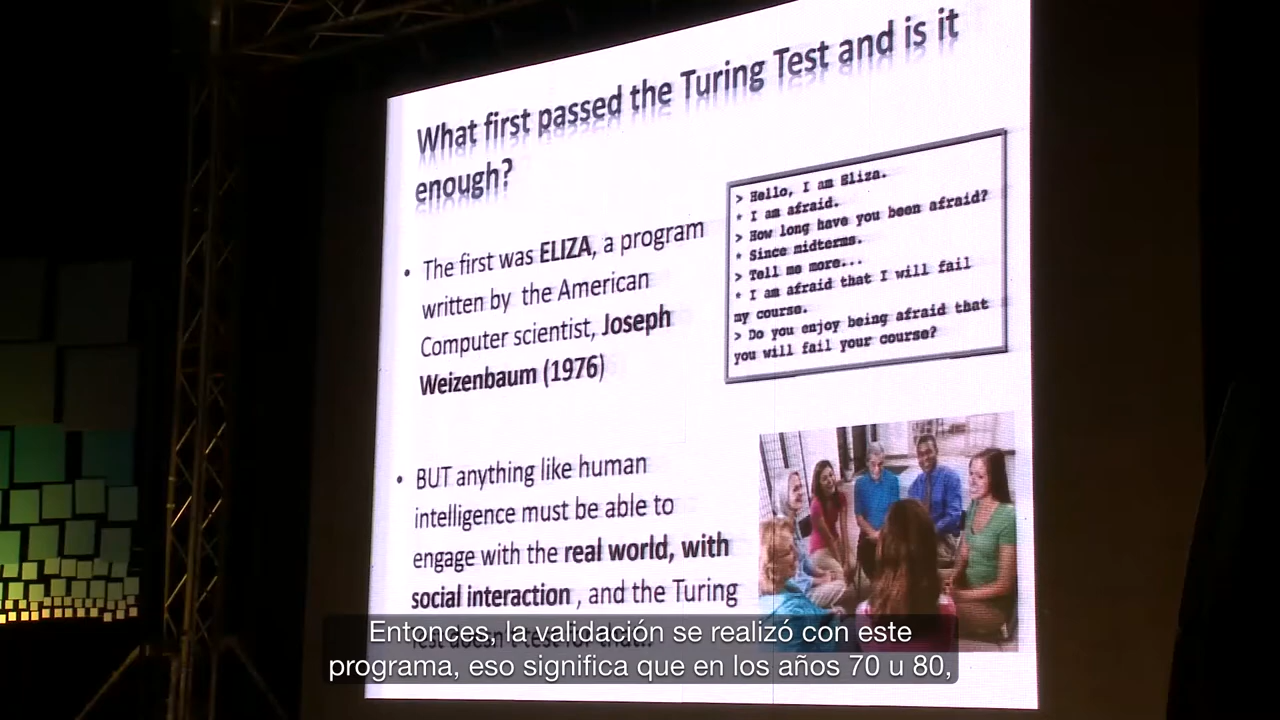 What first passed the Turing Test and is it
enough?
• The first was ELIZA, a program
written by the American
Computer scientist, Joseph
Weizenbaum (1976)
> Hello, I am Eliza.
* I am afraid.
> How long have you been afraid?
* Since midterms.
> Tell me more...
* I am afraid that I will fail
my course.
> Do you enjoy being afraid that
you will fail your course?
• BUT anything like human
intelligence must be able to
engage with the real world, with
social interaction , and the Turing
Entonces, la validación se realizó con este
programa, eso significa que en los años 70 u 80,